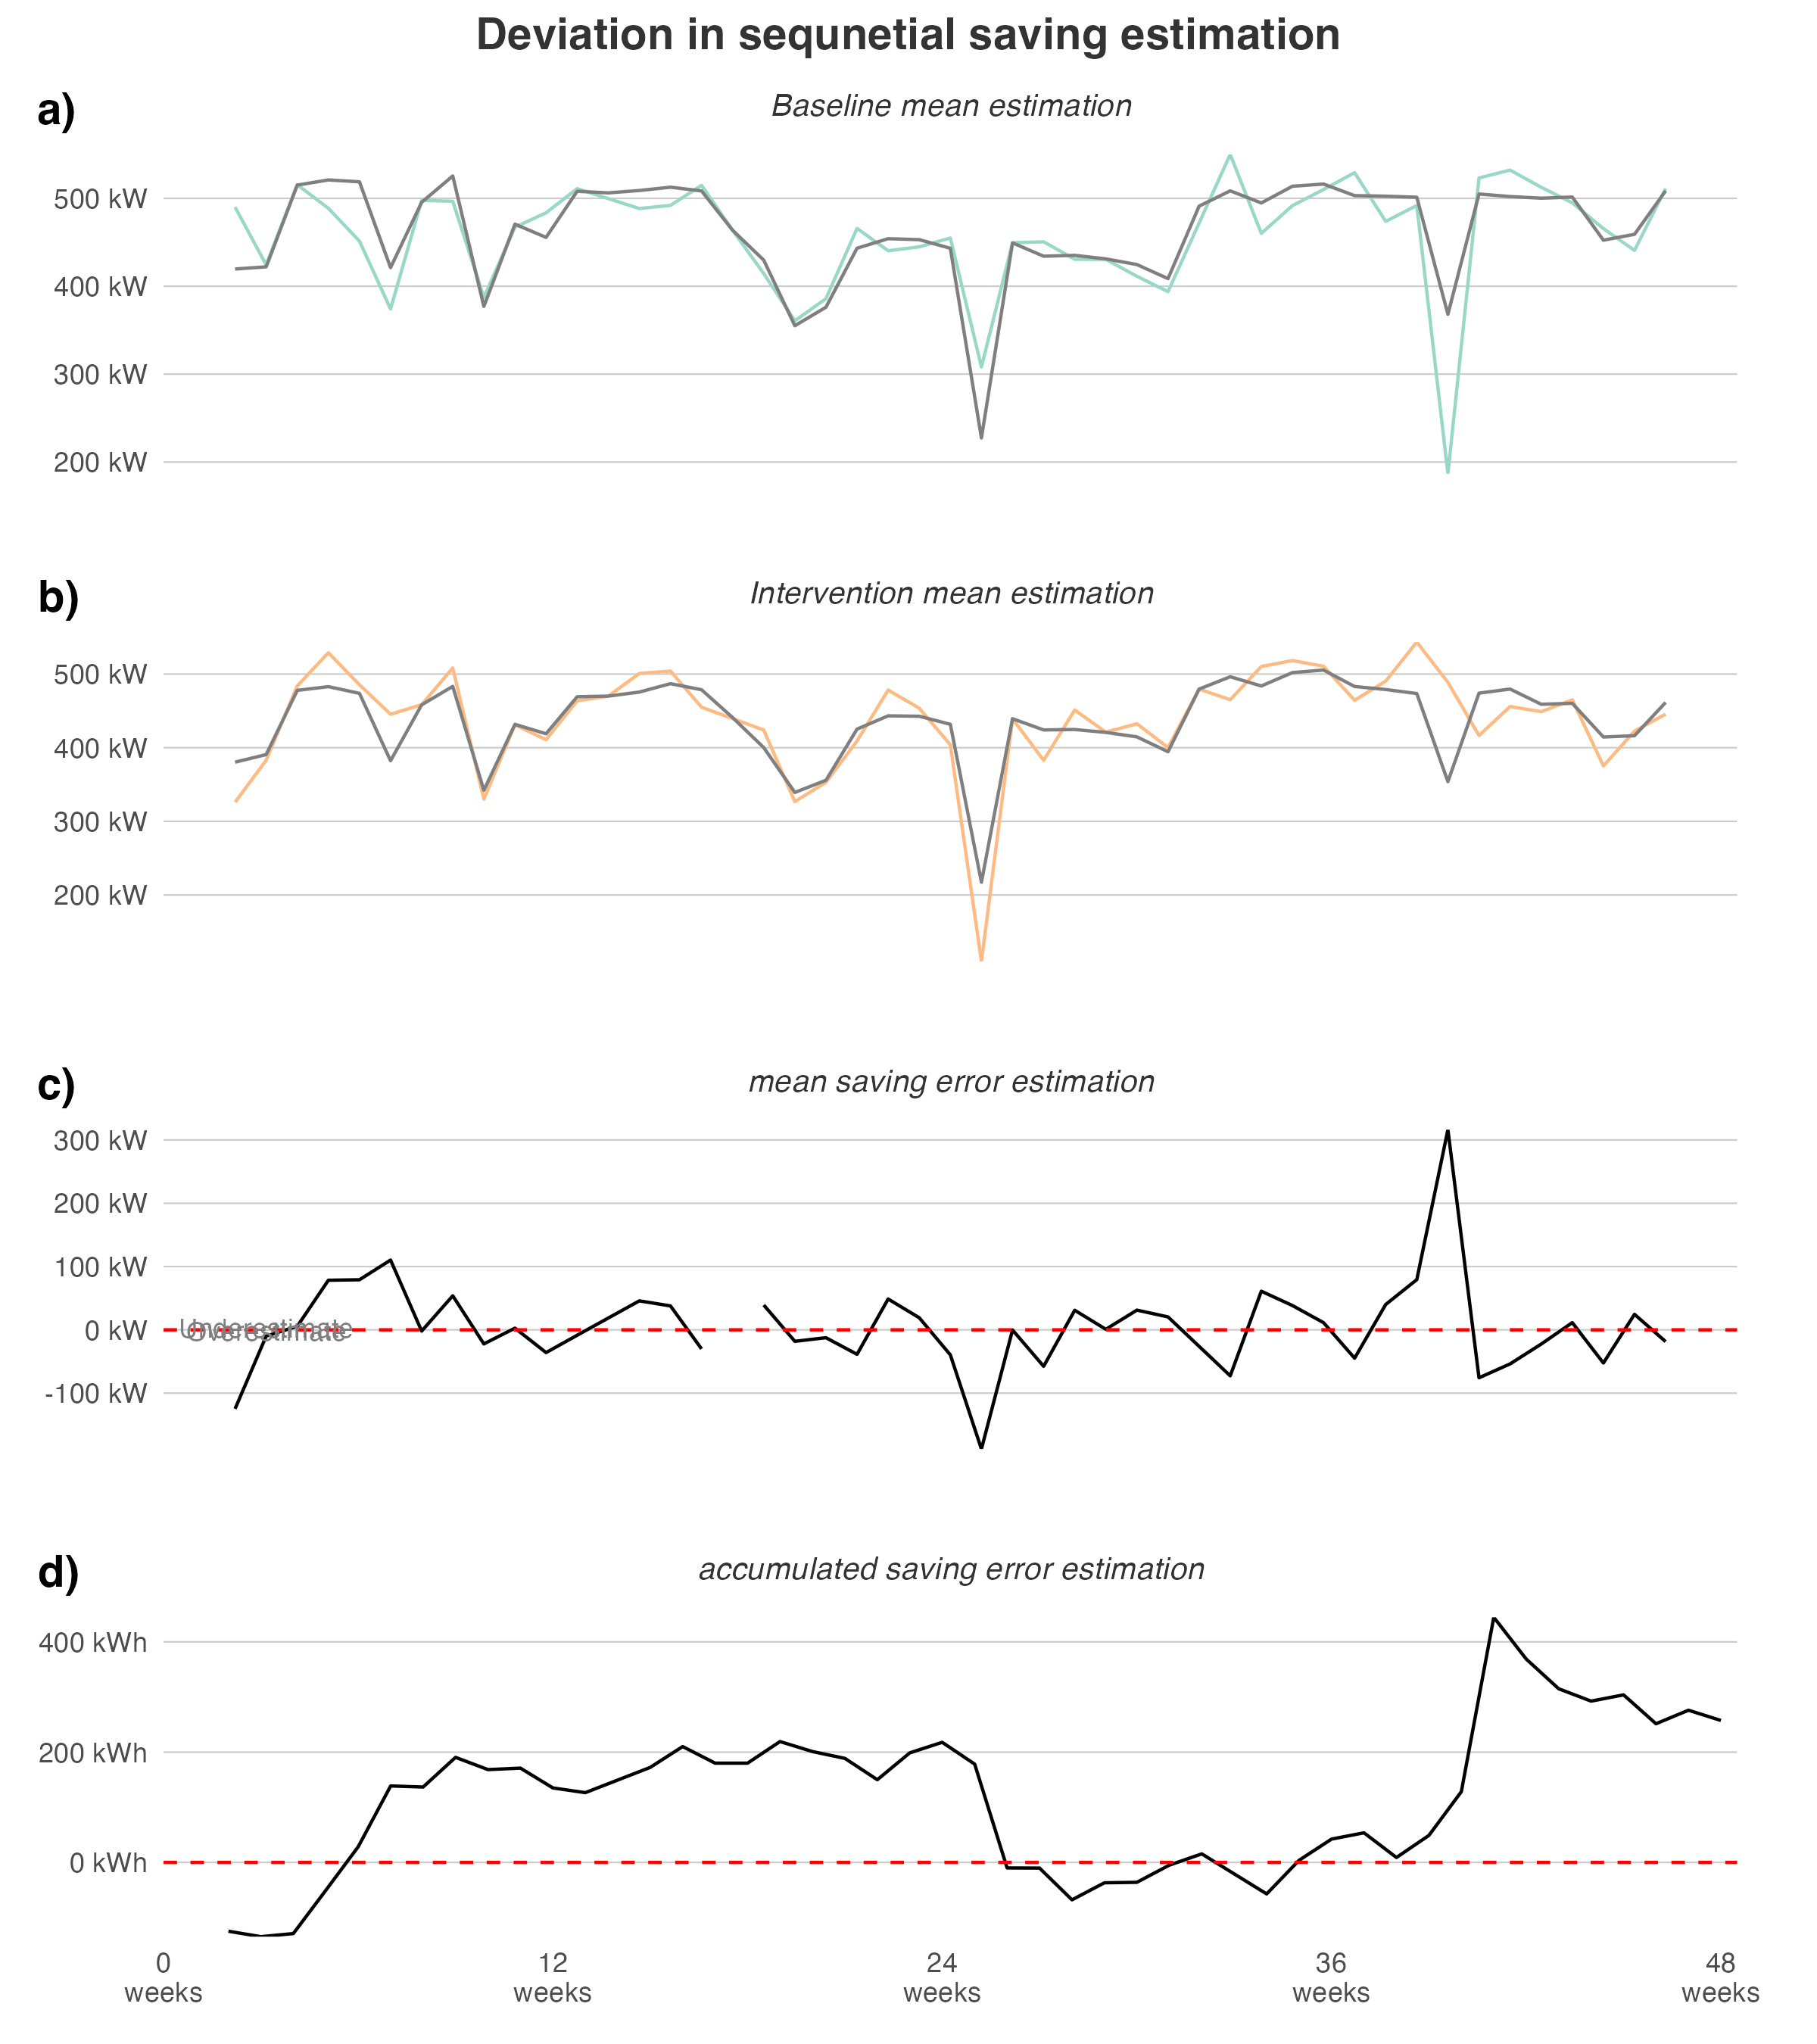 Deviation in sequnetial saving estimation
a)
Baseline mean estimation
500 kW
400 kW
300 kW
200 kW
b)
Intervention mean estimation
500 kW
400 kW
300 kW
200 kW
c)
mean saving error estimation
300 kW
200 kW
100 kW
0 kW
-100 kW
Underestimate
Overestimate
d)
accumulated saving error estimation
400 kWh
200 kWh
0 kWh
0 12 24 36 48
weeks weeks weeks weeks weeks